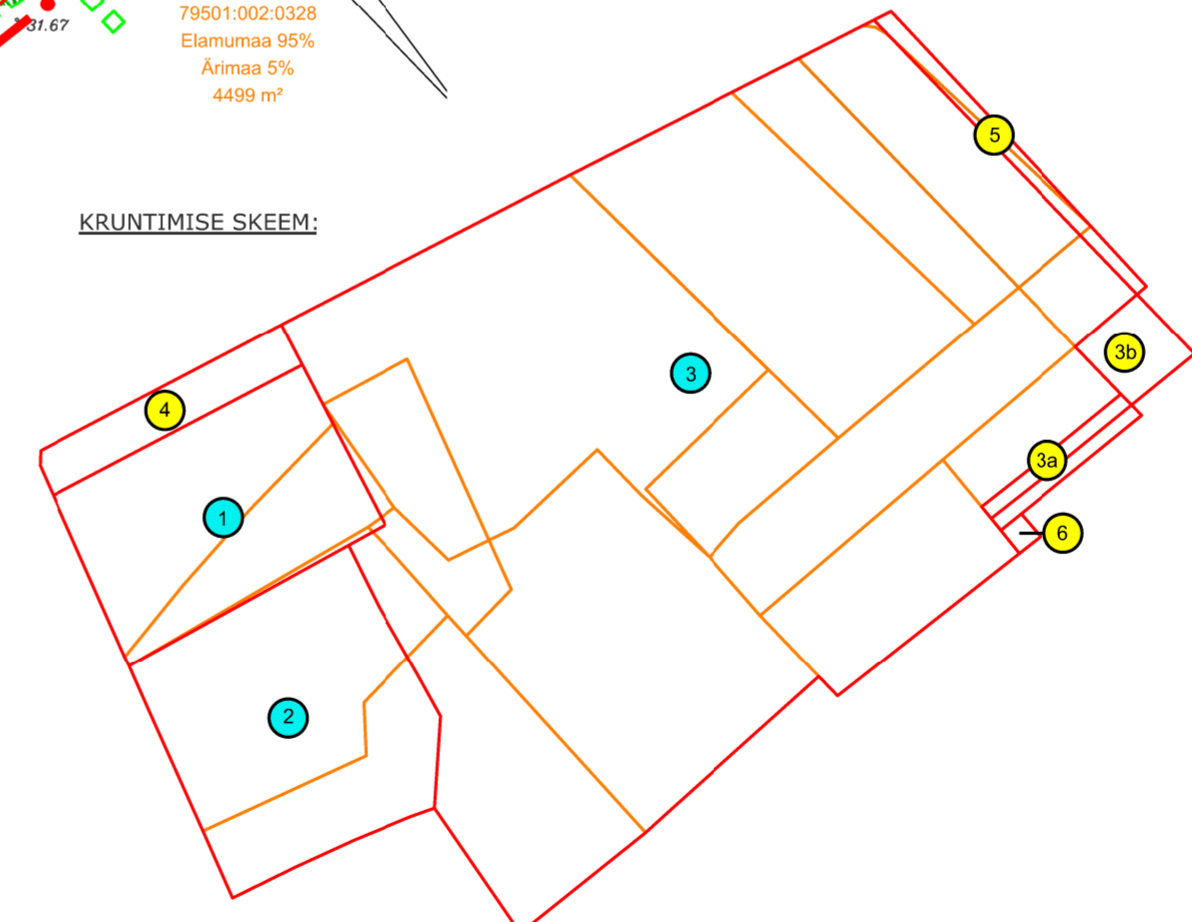 31.67
79501:002:0328
Elamumaa 95%
Ärimaa 5%
4499 m²
KRUNTIMISE SKEEM:
5
3b
3
4
3a
1
6
2